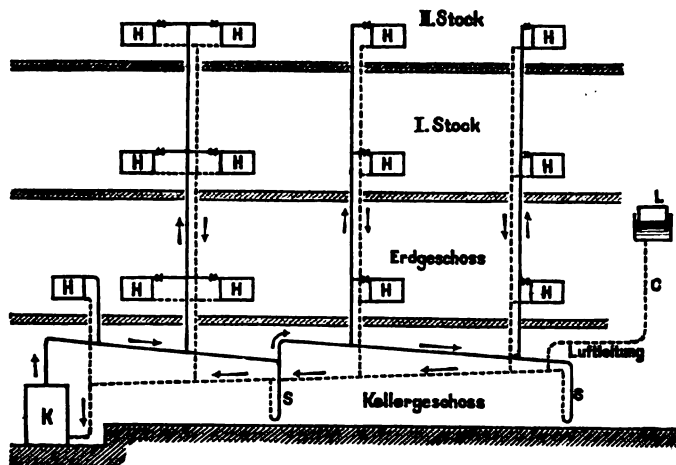 II. Stock
H H H H
I. Stock
H H H H
L
Erdgeschoss
C
H H H H H
Luftleitung
K
S
Kellergeschoss
S